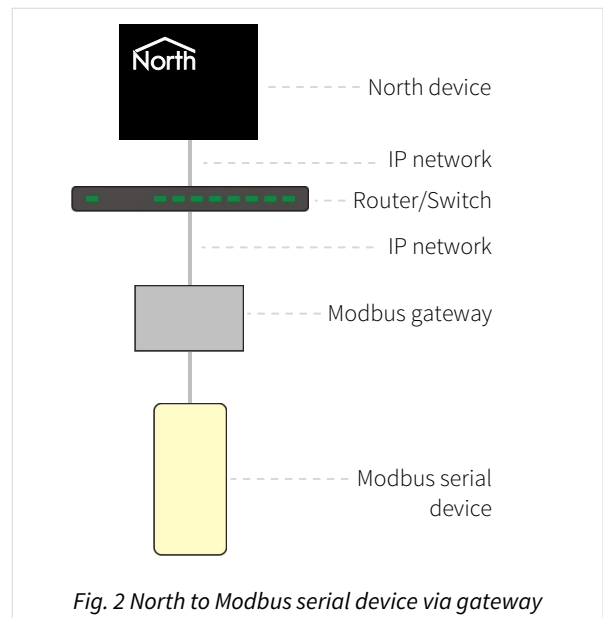 North
North device
IP network
Router/Switch
IP network
Modbus gateway
Modbus serial
device
Fig. 2 North to Modbus serial device via gateway